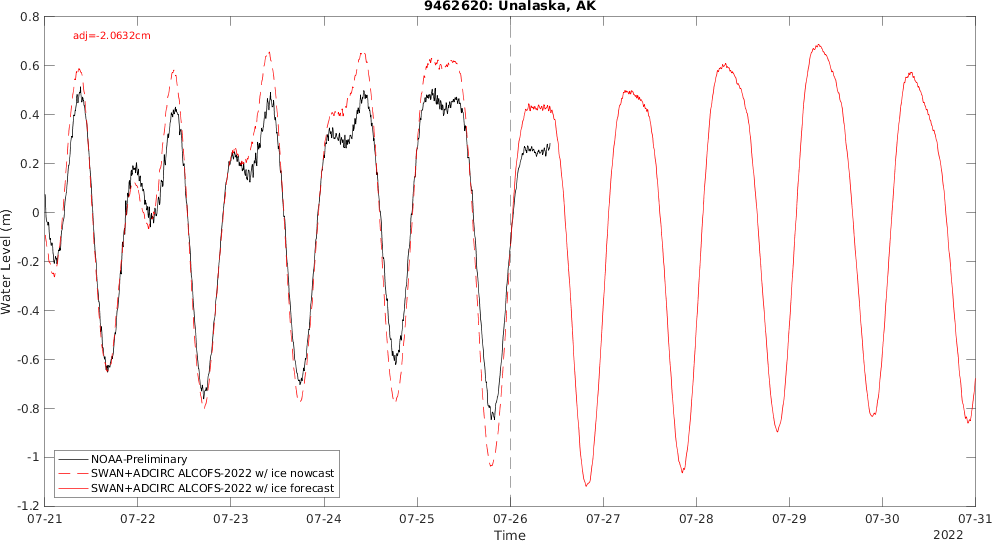 9462620: Unalaska, AK
adj=-2.0632cm
0.8
0.6
0.4
0.2
0
-0.2
-0.4
-0.6
-0.8
-1
-1.2
Water Level (m)
NOAA-Preliminary
SWAN+ADCIRC ALCOFS-2022 w/ ice nowcast
SWAN+ADCIRC ALCOFS-2022 w/ ice forecast
07-21 07-22 07-23 07-24 07-25 07-26 07-27 07-28 07-29 07-30 07-31
Time
2022